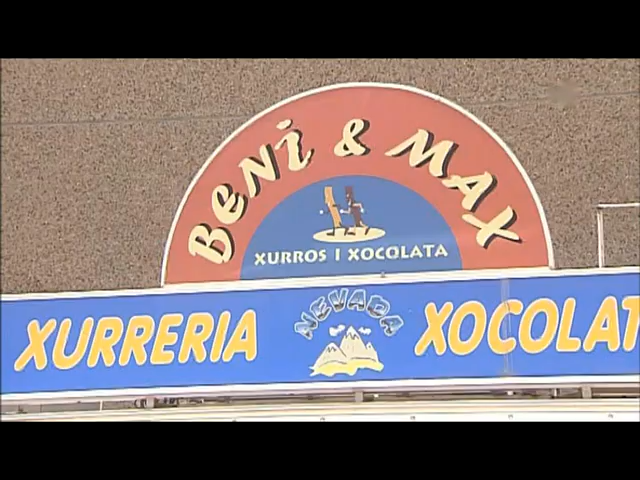 BENi & MAX
XURROS I XOCOLATA
XURRERIA
NEVADA
XOCOLAT